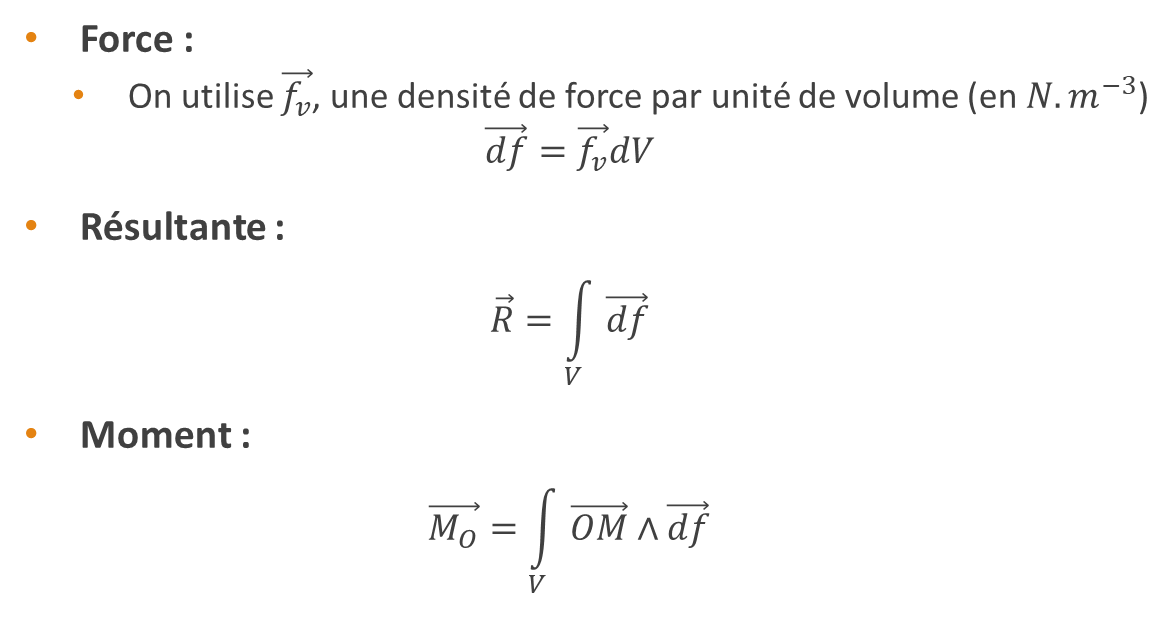 • Force :
• On utilise $\overrightarrow{f_v}$, une densité de force par unité de volume (en $N.m^{-3}$)
$\overrightarrow{df} = \overrightarrow{f_v}dV$
• Résultante :
$\vec{R} = \int_V \overrightarrow{df}$
• Moment :
$\overrightarrow{M_O} = \int_V \overrightarrow{OM} \wedge \overrightarrow{df}$